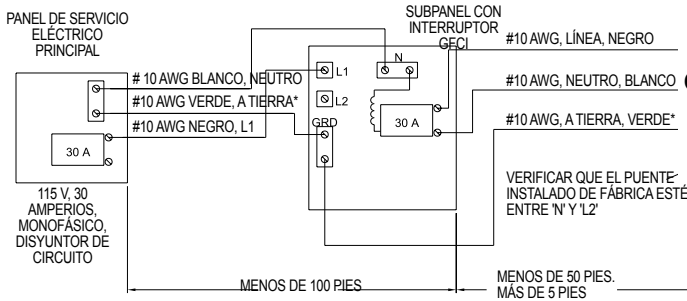 PANEL DE SERVICIO
ELÉCTRICO
PRINCIPAL
SUBPANEL CON
INTERRUPTOR
GFCI
#10 AWG, LÍNEA, NEGRO
# 10 AWG BLANCO, NEUTRO
#10 AWG VERDE, A TIERRA*
#10 AWG NEGRO, L1
30 A
L1
N
L2
GRD
30 A
#10 AWG, NEUTRO, BLANCO
#10 AWG, A TIERRA, VERDE*
115 V, 30
AMPERIOS,
MONOFÁSICO,
DISYUNTOR DE
CIRCUITO
VERIFICAR QUE EL PUENTE
INSTALADO DE FÁBRICA ESTÉ
ENTRE 'N' Y 'L2'
MENOS DE 100 PIES
MENOS DE 50 PIES.
MÁS DE 5 PIES